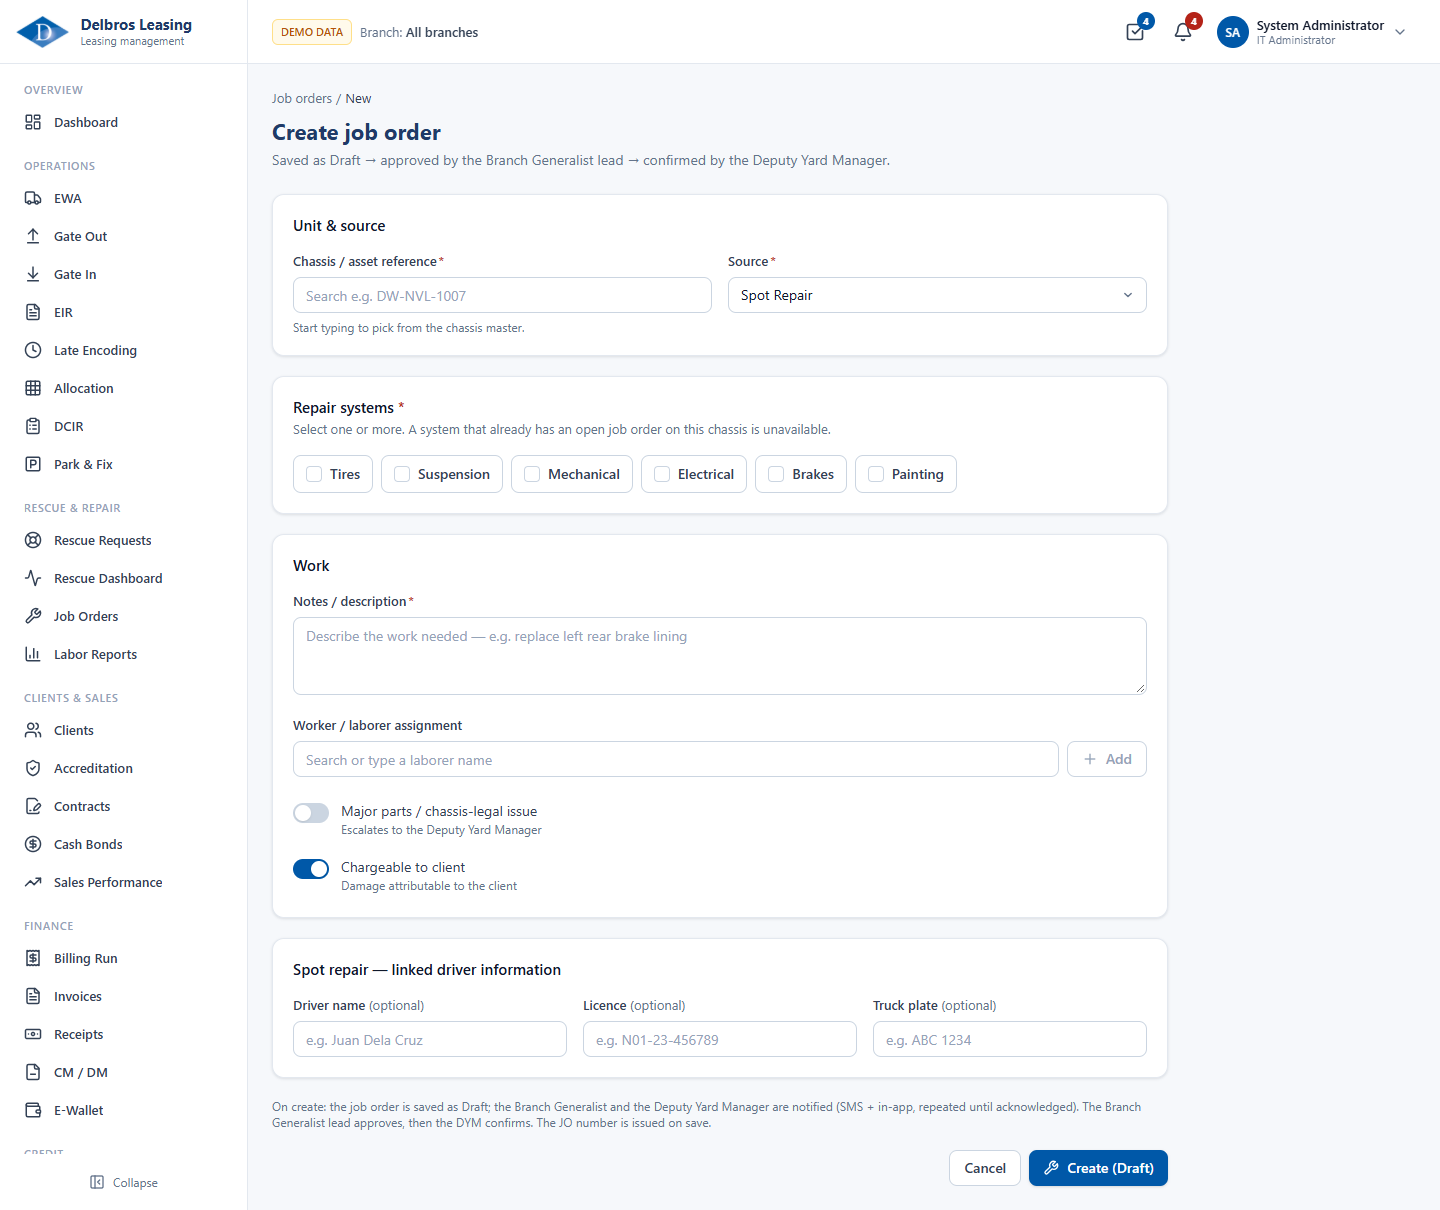 Delbros Leasing
Leasing management
DEMO DATA
Branch: All branches
4
4
SA
System Administrator
IT Administrator
OVERVIEW
Dashboard
OPERATIONS
EWA
Gate Out
Gate In
EIR
Late Encoding
Allocation
DCIR
Park & Fix
RESCUE & REPAIR
Rescue Requests
Rescue Dashboard
Job Orders
Labor Reports
CLIENTS & SALES
Clients
Accreditation
Contracts
Cash Bonds
Sales Performance
FINANCE
Billing Run
Invoices
Receipts
CM / DM
E-Wallet
CREDIT
Collapse
Job orders / New
Create job order
Saved as Draft → approved by the Branch Generalist lead → confirmed by the Deputy Yard Manager.
Unit & source
Chassis / asset reference*
Search e.g. DW-NVL-1007
Start typing to pick from the chassis master.
Source*
Spot Repair
Repair systems *
Select one or more. A system that already has an open job order on this chassis is unavailable.
Tires
Suspension
Mechanical
Electrical
Brakes
Painting
Work
Notes / description*
Describe the work needed — e.g. replace left rear brake lining
Worker / laborer assignment
Search or type a laborer name
+ Add
Major parts / chassis-legal issue
Escalates to the Deputy Yard Manager
Chargeable to client
Damage attributable to the client
Spot repair — linked driver information
Driver name (optional)
e.g. Juan Dela Cruz
Licence (optional)
e.g. N01-23-456789
Truck plate (optional)
e.g. ABC 1234
On create: the job order is saved as Draft; the Branch Generalist and the Deputy Yard Manager are notified (SMS + in-app, repeated until acknowledged). The Branch
Generalist lead approves, then the DYM confirms. The JO number is issued on save.
Cancel
Create (Draft)